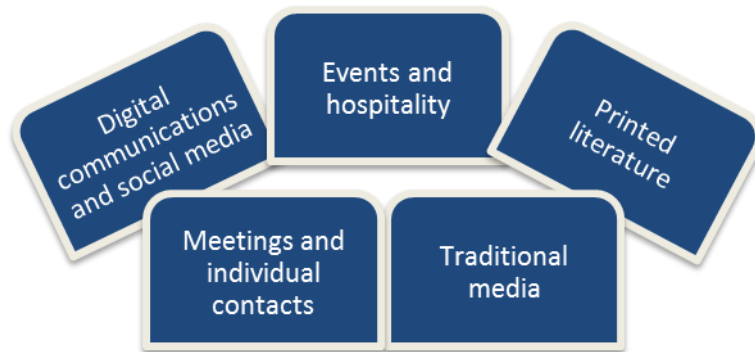 Digital
communications
and social media
Events and
hospitality
Printed
literature
Meetings and
individual
contacts
Traditional
media